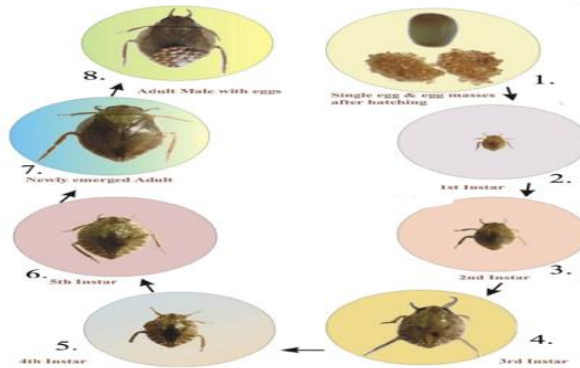 1.
Single egg & egg masses
after hatching
2.
1st Instar
3.
2nd Instar
4.
3rd Instar
5.
4th Instar
6.
5th Instar
7.
Newly emerged Adult
8.
Adult Male with eggs